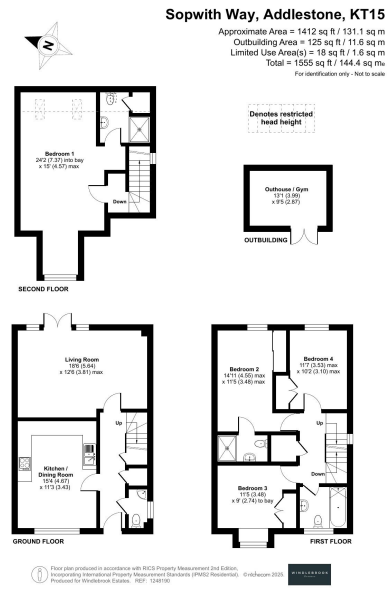 Sopwith Way, Addlestone, KT15
Approximate Area = 1412 sq ft / 131.1 sq m
Outbuilding Area = 125 sq ft / 11.6 sq m
Limited Use Area(s) = 18 sq ft / 1.6 sq m
Total = 1555 sq ft / 144.4 sq m
For identification only - Not to scale
N
Denotes restricted
head height
Bedroom 1
24'2 (7.37) into bay
x 15' (4.57) max
Down
SECOND FLOOR
Outhouse / Gym
13'1 (3.99)
x 9'5 (2.87)
OUTBUILDING
Living Room
18'6 (5.64)
x 12'6 (3.81) max
Up
Kitchen /
Dining Room
15'4 (4.67)
x 11'3 (3.43)
GROUND FLOOR
Bedroom 2
14'11 (4.55) max
x 11'5 (3.48) max
Bedroom 4
11'7 (3.53) max
x 10'2 (3.10) max
Up
Down
Bedroom 3
11'5 (3.48)
x 9' (2.74) to bay
FIRST FLOOR
Floor plan produced in accordance with RICS Property Measurement 2nd Edition,
Incorporating International Property Measurement Standards (IPMS2 Residential). ©nichecom 2025.
Produced for Windlebrook Estates. REF: 1248190
WINDLEBROOK